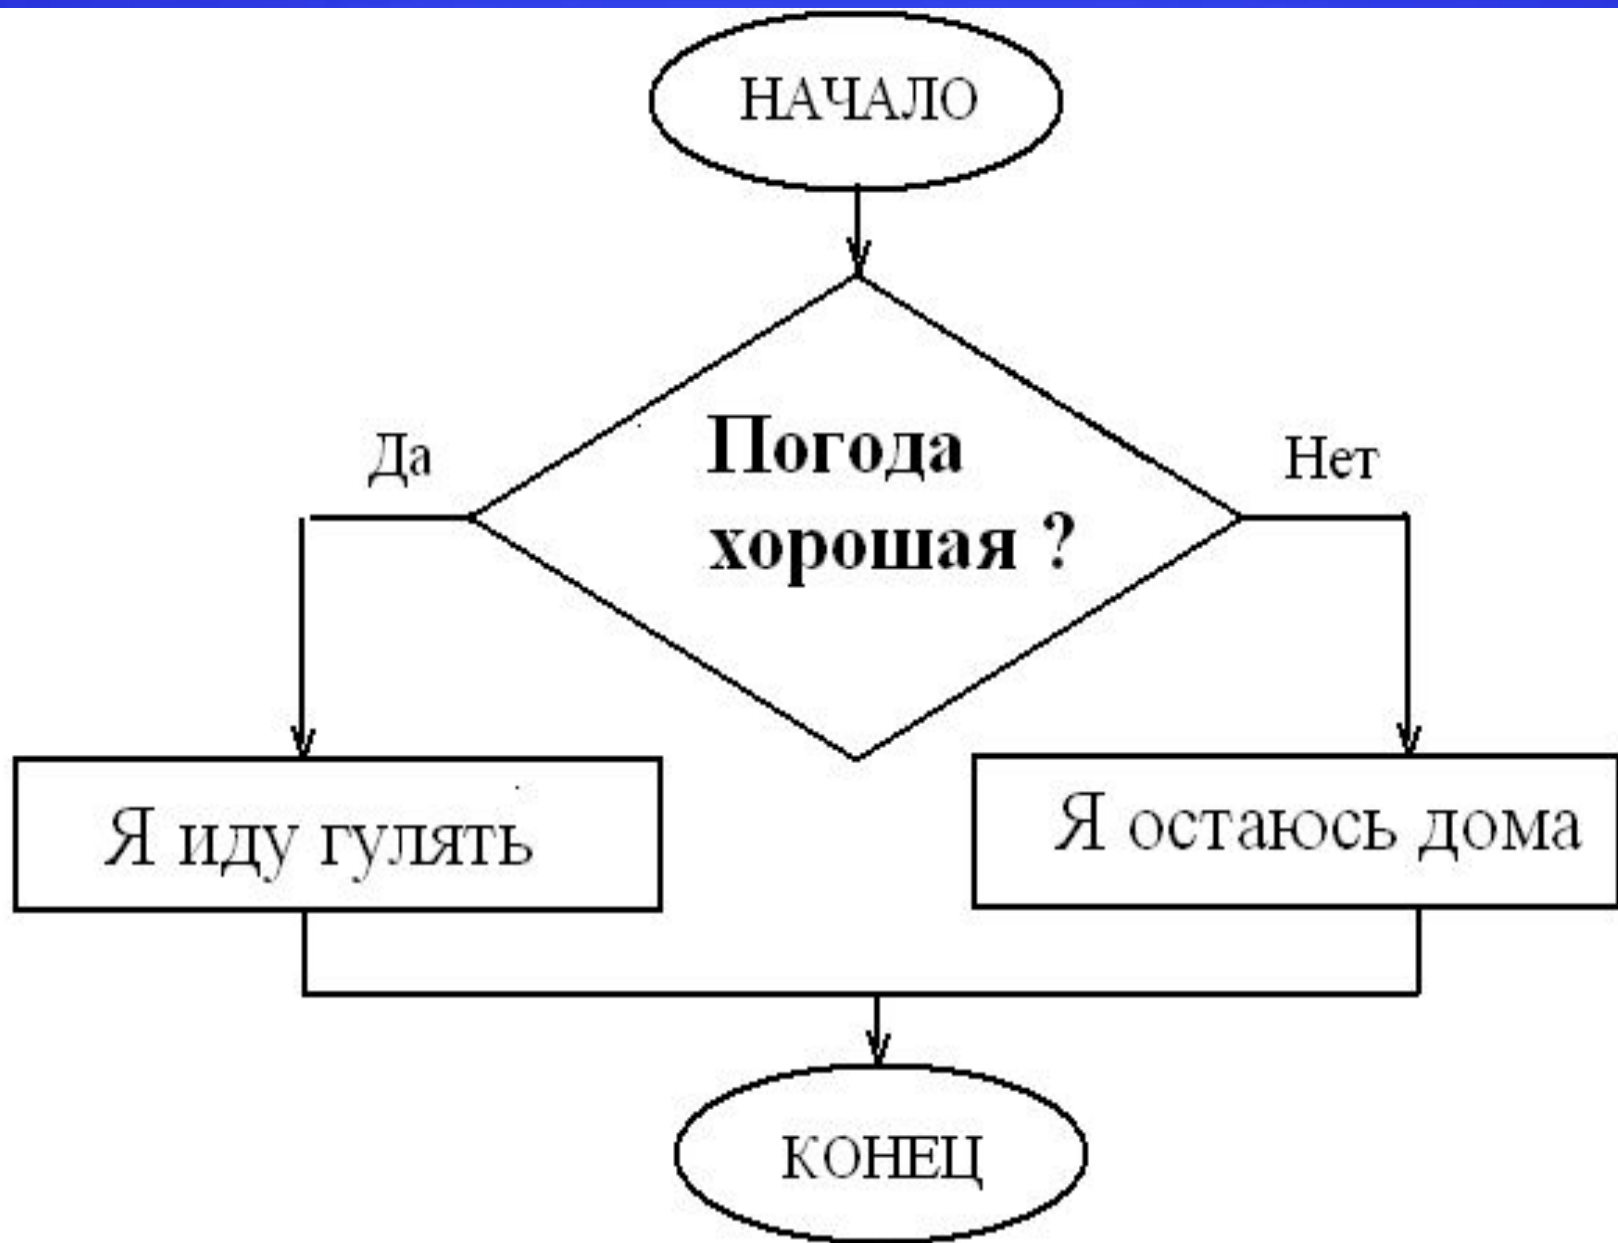 НАЧАЛО
Да
Погода
хорошая ?
Нет
Я иду гулять
Я остаюсь дома
КОНЕЦ